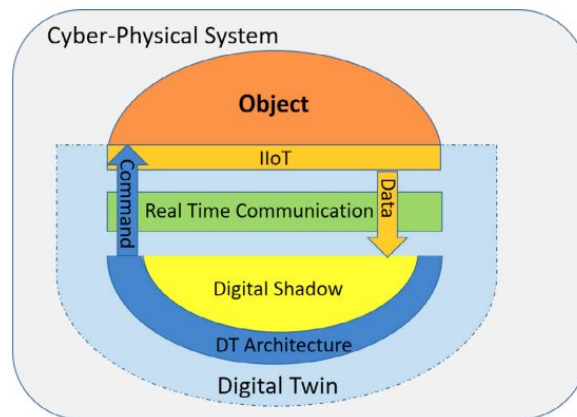 Cyber-Physical System
Object
IIoT
Command
Data
Real Time Communication
Digital Shadow
DT Architecture
Digital Twin